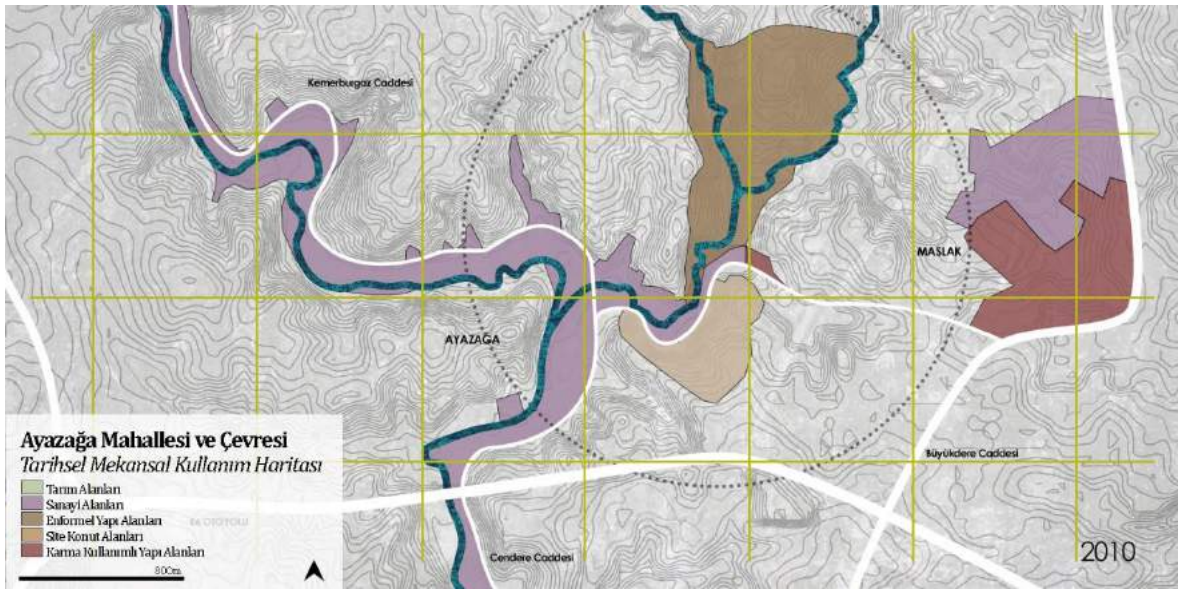 Kemerburgaz Caddesi
MASLAK
AYAZAĞA
Büyükdere Caddesi
Ayazağa Mahallesi ve Çevresi
Tarihsel Mekansal Kullanım Haritası
Tarım Alanları
Sanayi Alanları
Enformel Yapı Alanları
Site Konut Alanları
Karma Kullanımlı Yapı Alanları
800m
OTOYOLU
Cendere Caddesi
2010